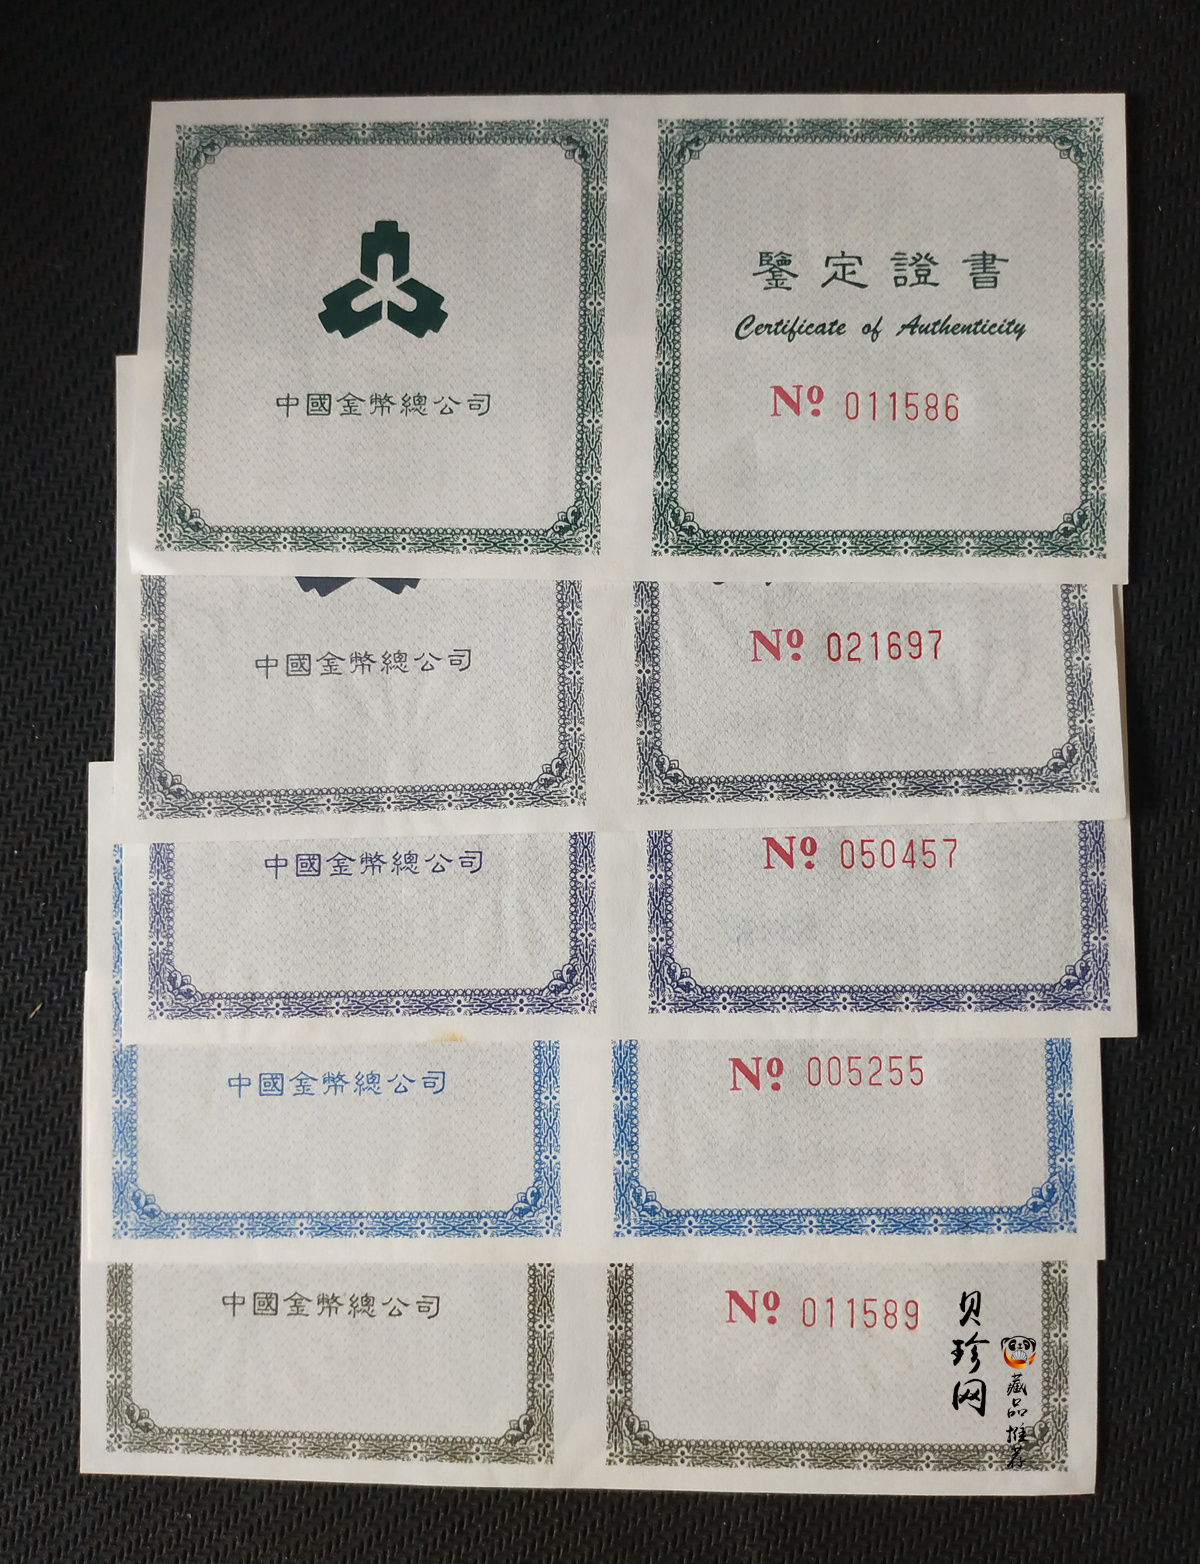 鑒定證書
Certificate of Authenticity
中國金幣總公司
Nº 011586
中國金幣總公司
Nº 021697
中國金幣總公司
Nº 050457
中國金幣總公司
Nº 005255
中國金幣總公司
Nº 011589
贝珍网
藏品推荐